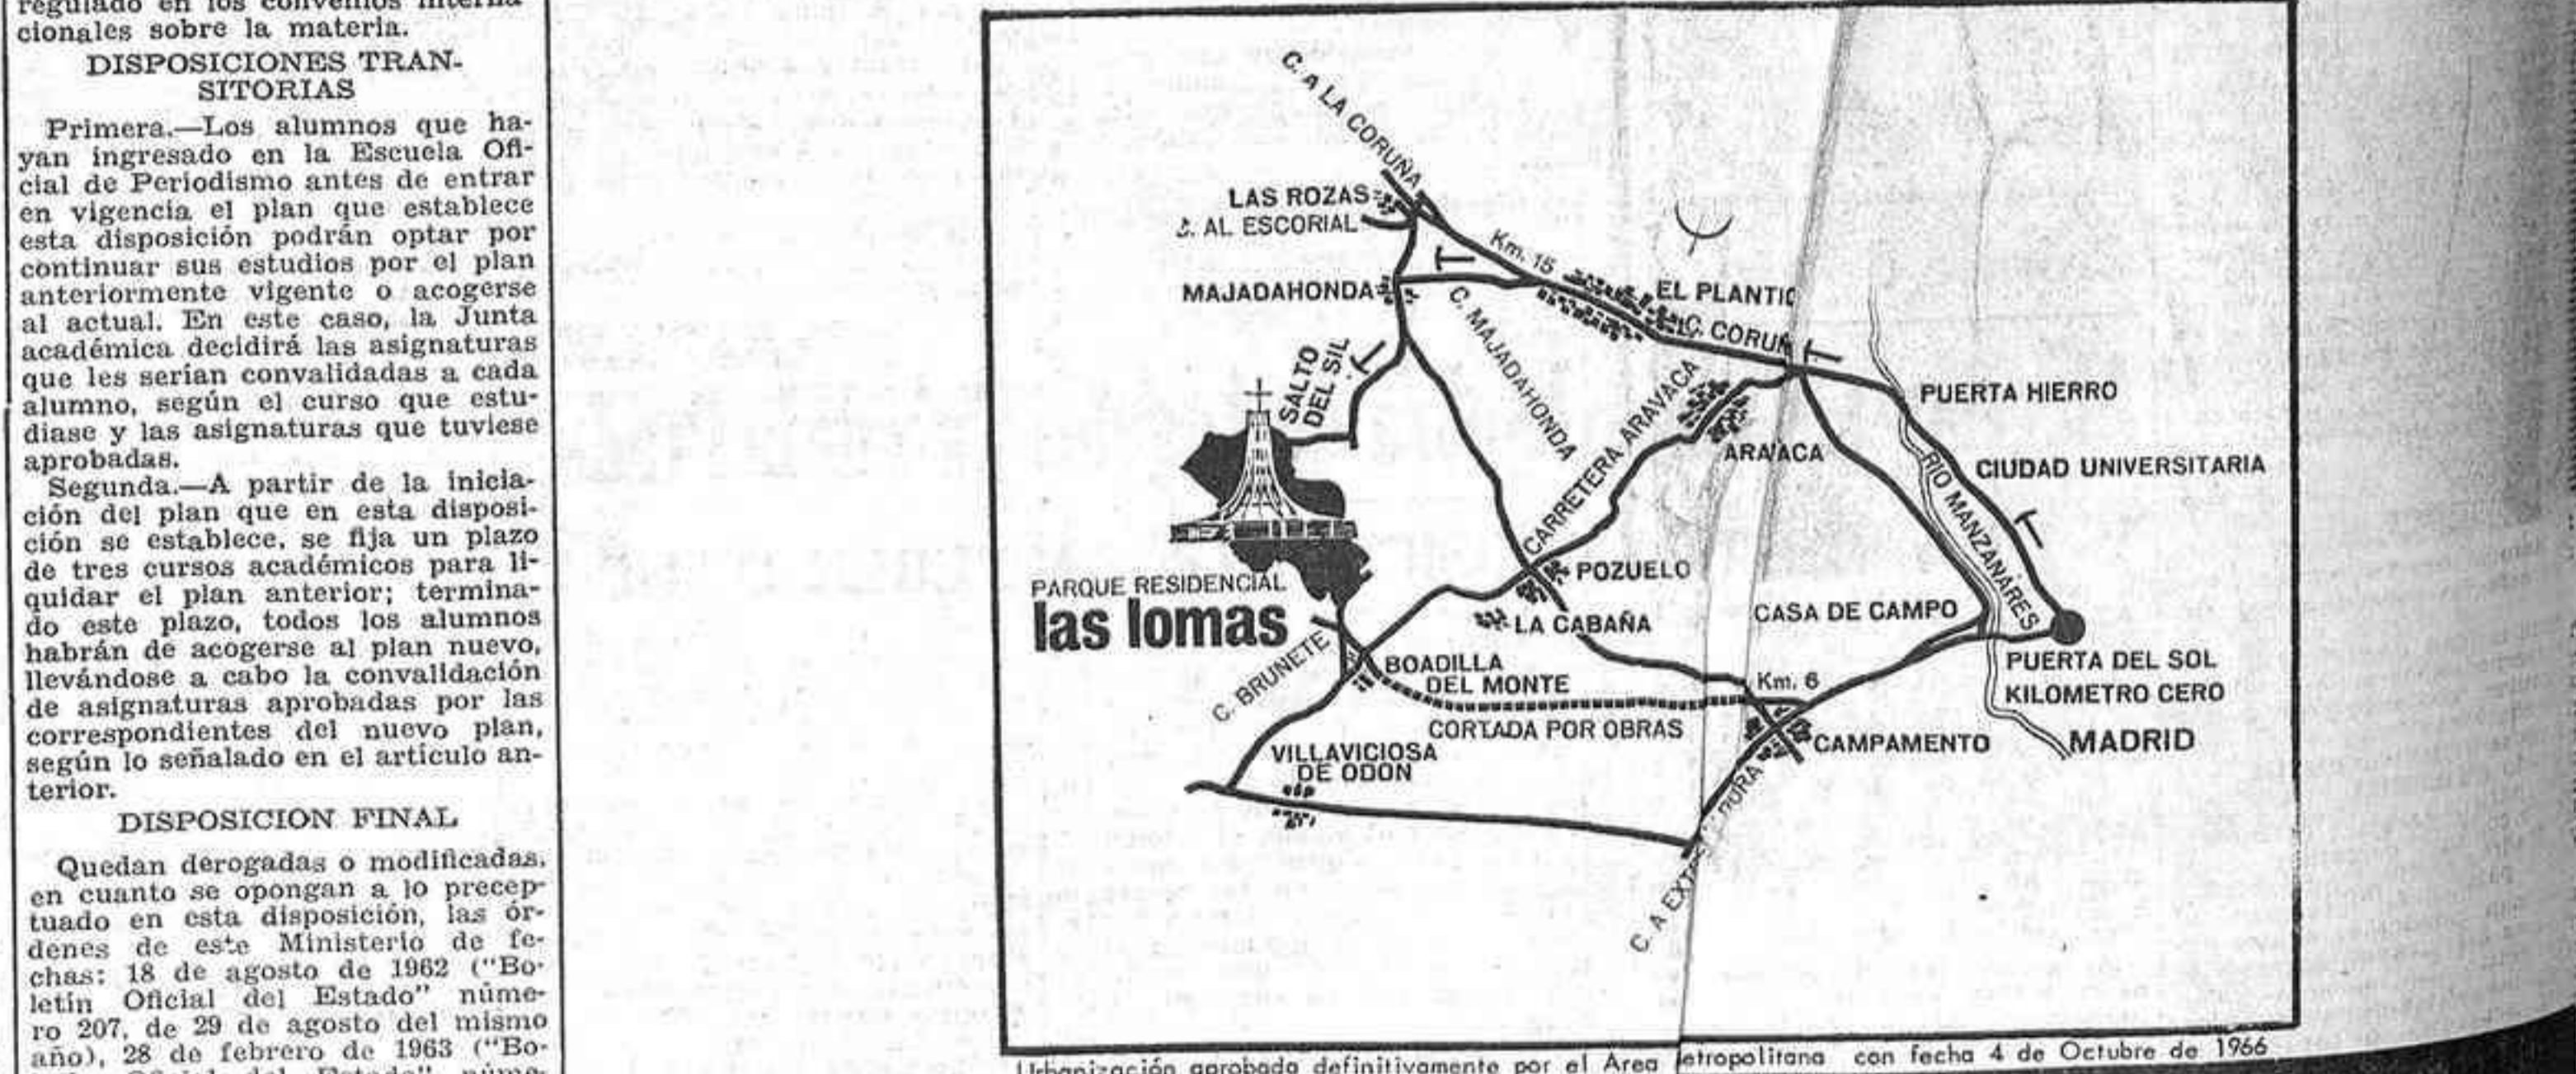 regulado en los convenios interna-
cionales sobre la materia.
DISPOSICIONES TRAN-
SITORIAS
Primera.—Los alumnos que ha-
yan ingresado en la Escuela Ofi-
cial de Periodismo antes de entrar
en vigencia el plan que establece
esta disposición podrán optar por
continuar sus estudios por el plan
anteriormente vigente o acogerse
al actual. En este caso, la Junta
académica decidirá las asignaturas
que les serían convalidadas a cada
alumno, según el curso que estu-
diase y las asignaturas que tuviese
aprobadas.
Segunda.—A partir de la inicia-
ción del plan que en esta disposi-
ción se establece, se fija un plazo
de tres cursos académicos para li-
quidar el plan anterior; termina-
do este plazo, todos los alumnos
habrán de acogerse al plan nuevo,
llevándose a cabo la convalidación
de asignaturas aprobadas por las
correspondientes del nuevo plan,
según lo señalado en el artículo an-
terior.
DISPOSICION FINAL
Quedan derogadas o modificadas,
en cuanto se opongan a lo precep-
tuado en esta disposición, las ór-
denes de este Ministerio de fe-
chas: 18 de agosto de 1962 ("Bo-
letín Oficial del Estado" núme-
ro 207, de 29 de agosto del mismo
año), 28 de febrero de 1963 ("Bo-
C. A LA CORUÑA
LAS ROZAS
C. AL ESCORIAL
Km. 15
MAJADAHONDA
EL PLANTIO
C. CORUÑ
C. MAJADAHONDA
SALTO
DEL SIL
PUERTA HIERRO
CARRETERA ARAVACA
ARAVACA
CIUDAD UNIVERSITARIA
RIO MANZANARES
PARQUE RESIDENCIAL
las lomas
POZUELO
LA CABAÑA
CASA DE CAMPO
C. BRUNETE
BOADILLA
DEL MONTE
Km. 6
PUERTA DEL SOL
KILOMETRO CERO
CORTADA POR OBRAS
MADRID
CAMPAMENTO
VILLAVICIOSA
DE ODON
C. A EXT DURA
Urbanización aprobada definitivamente por el Area etropolitana con fecha 4 de Octubre de 1966